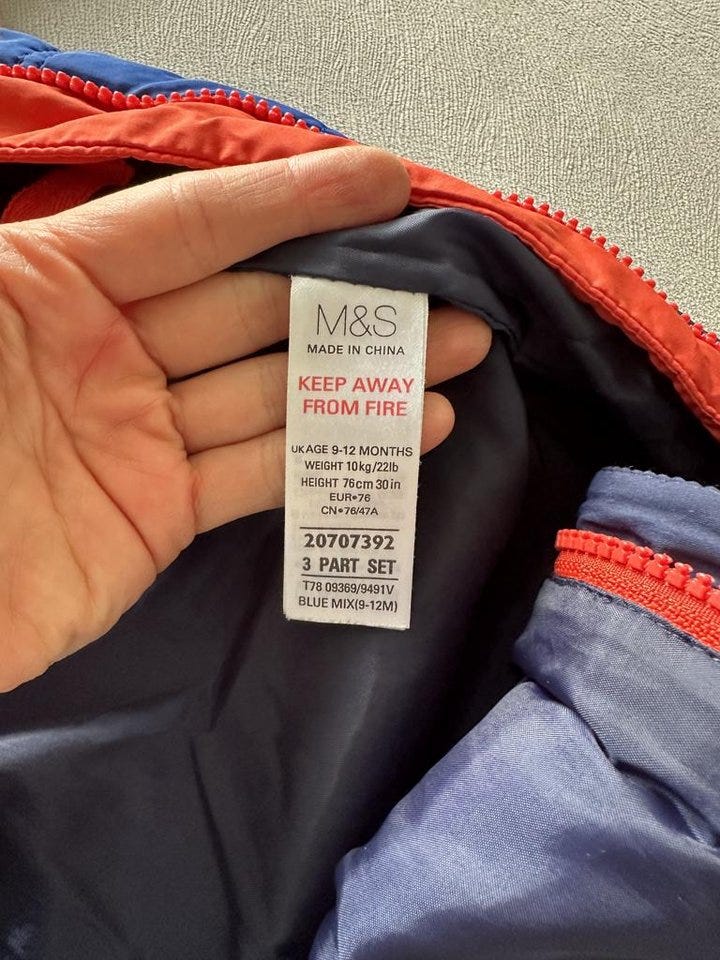 M&S
MADE IN CHINA
KEEP AWAY
FROM FIRE
UK AGE 9-12 MONTHS
WEIGHT 10kg/22lb
HEIGHT 76cm 30in
EUR•76
CN•76/47A
20707392
3 PART SET
T78 09369/9491V
BLUE MIX(9-12M)